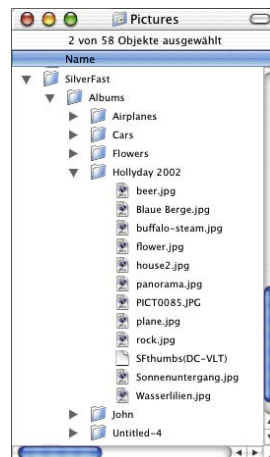 Pictures
2 von 58 Objekte ausgewählt
Name
SilverFast
Albums
Airplanes
Cars
Flowers
Hollyday 2002
beer.jpg
Blaue Berge.jpg
buffalo-steam.jpg
flower.jpg
house2.jpg
panorama.jpg
PICT0085.JPG
plane.jpg
rock.jpg
SFthumbs(DC-VLT)
Sonnenuntergang.jpg
Wasserlilien.jpg
John
Untitled-4